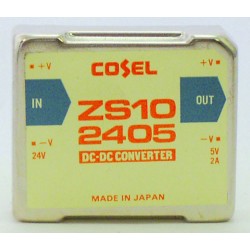 COSEL
• +V
+V •
IN
OUT
ZS10
2405
• −V
−V •
24V
5V
2A
DC-DC CONVERTER
MADE IN JAPAN